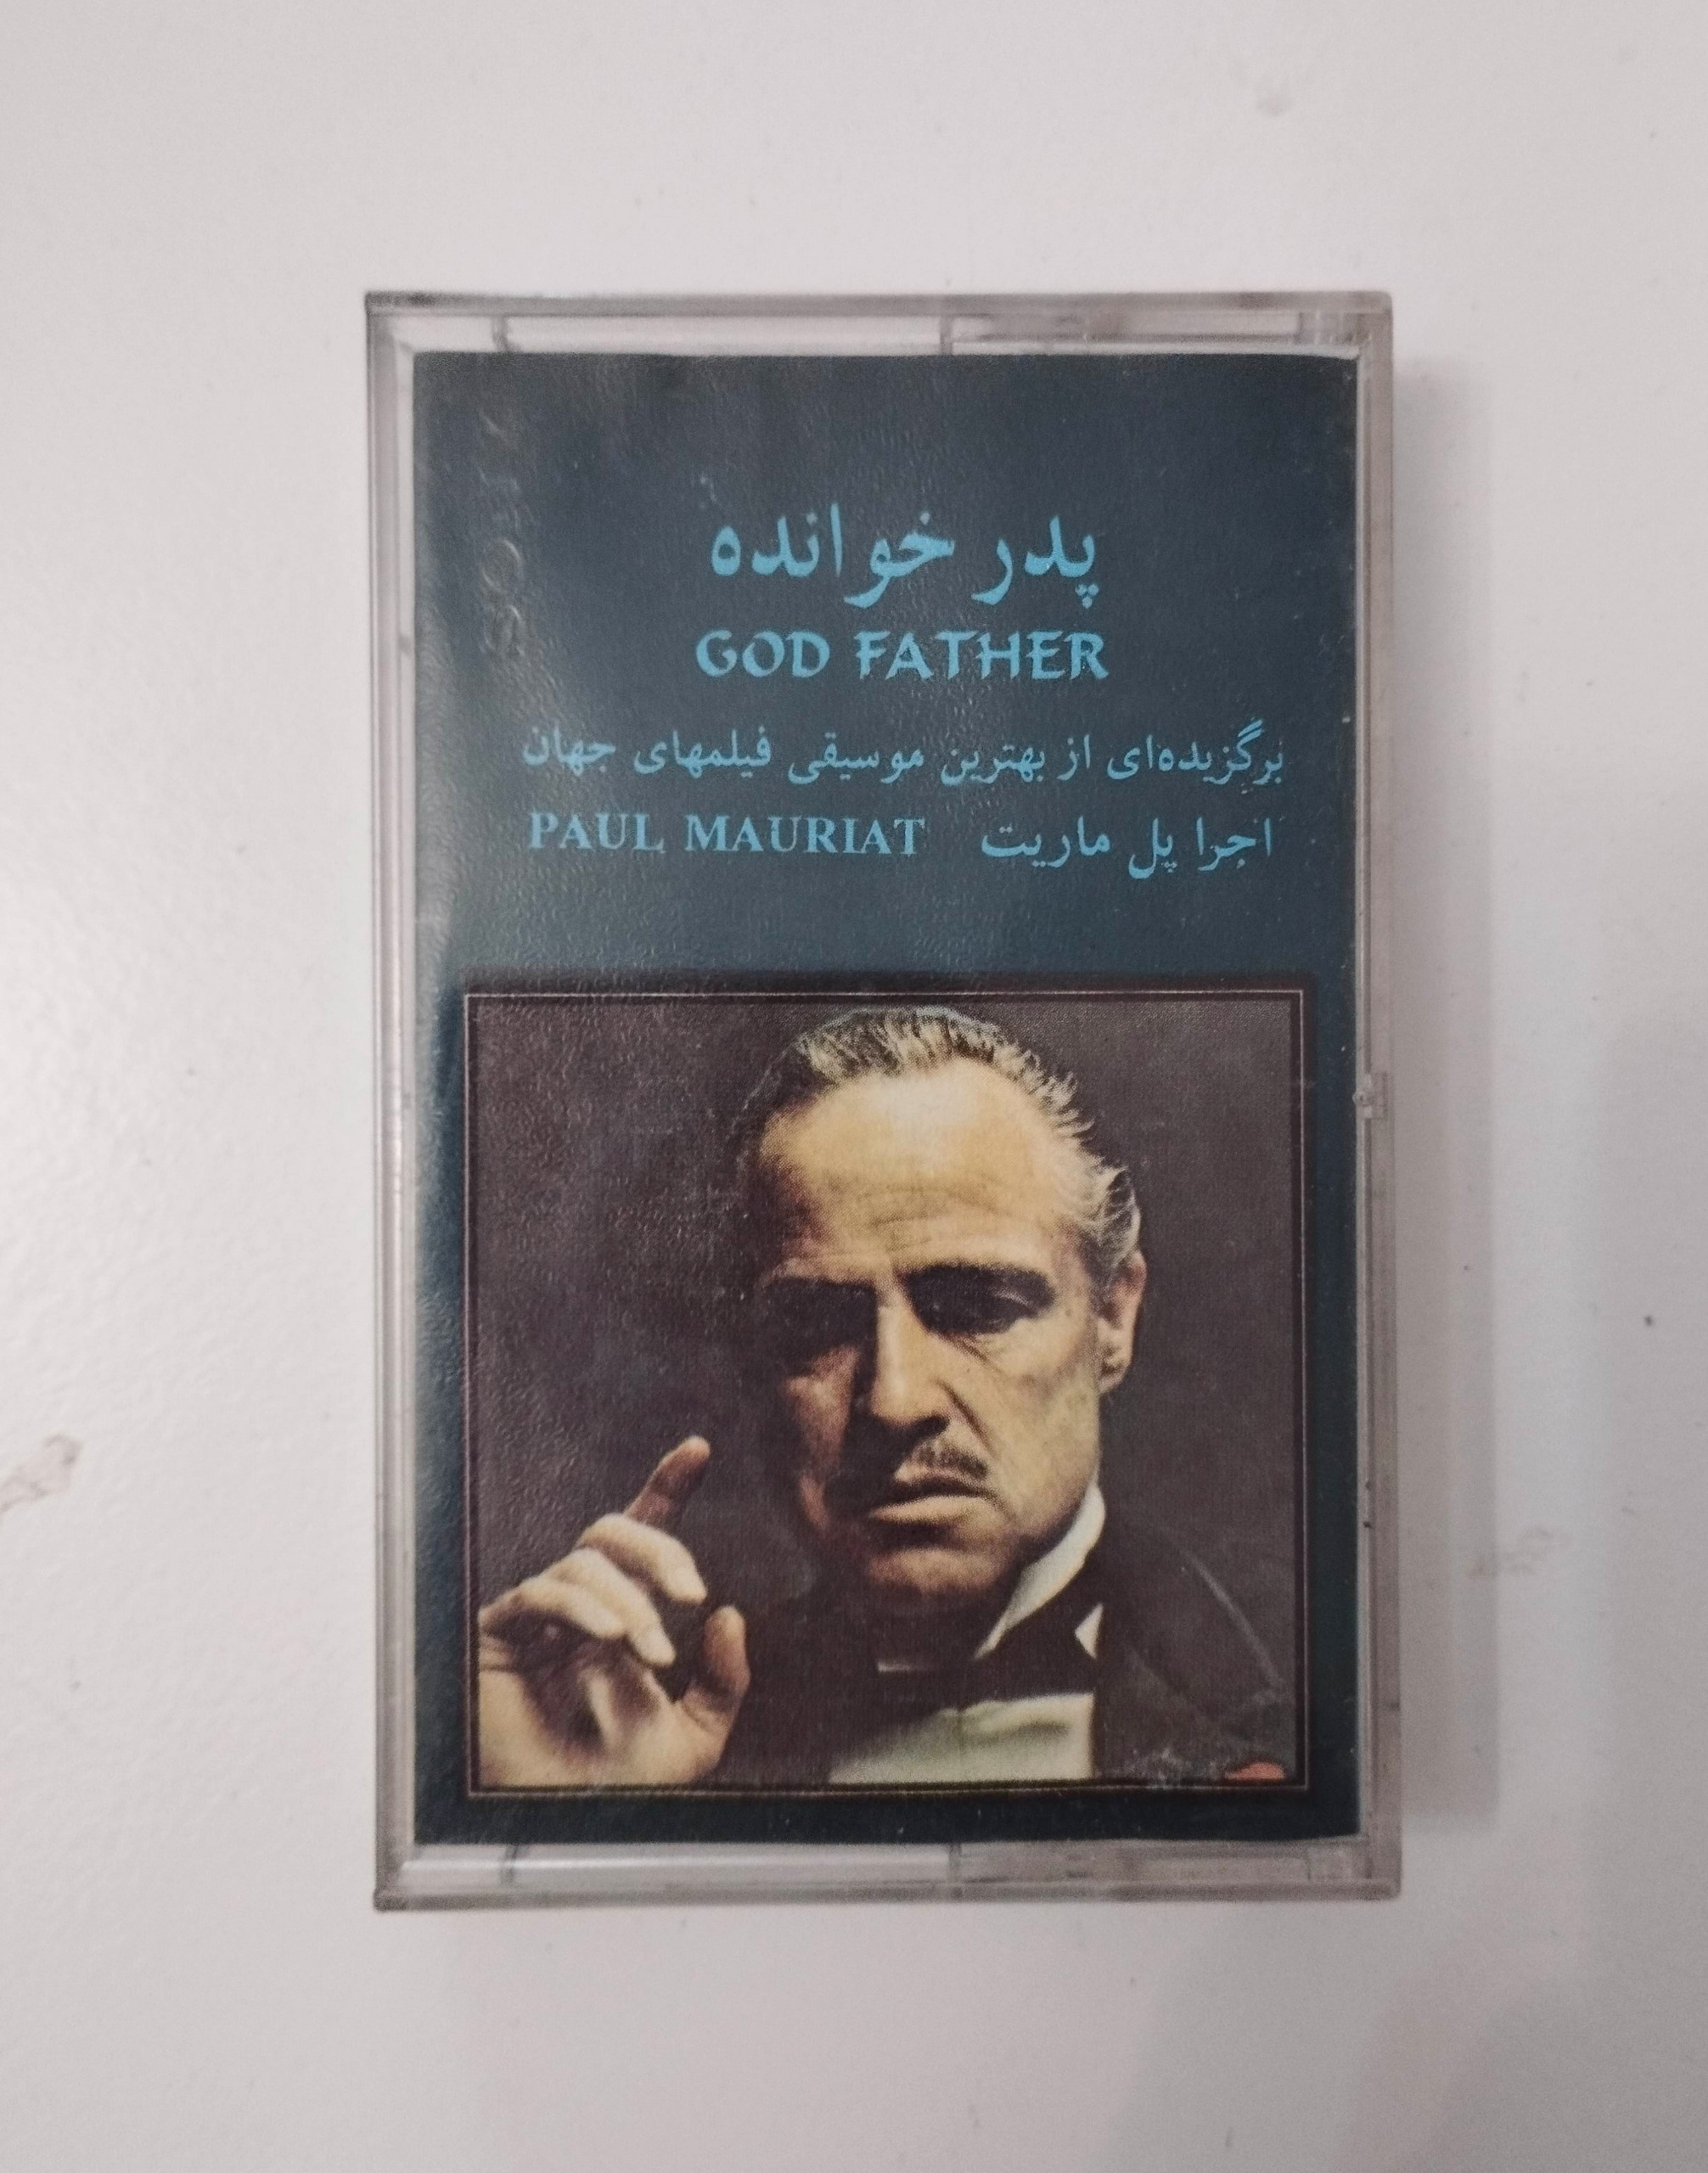 پدر خوانده
GOD FATHER
برگزیده‌ای از بهترین موسیقی فیلمهای جهان
اجرا پل ماریت PAUL MAURIAT